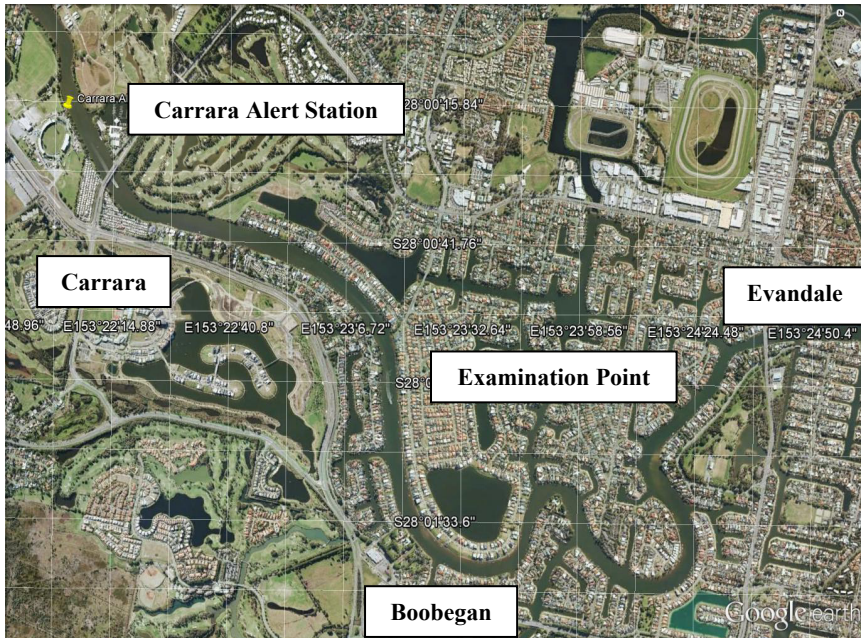 N
Carrara Al
Carrara Alert Station
28°00'15.84"
S28°00'41.76"
Carrara
Evandale
48.96" E153°22'14.88" E153°22'40.8" E153°23'6.72" E153°23'32.64" E153°23'58.56" E153°24'24.48" E153°24'50.4"
S28°0
Examination Point
S28°01'33.6"
Boobegan
Google earth